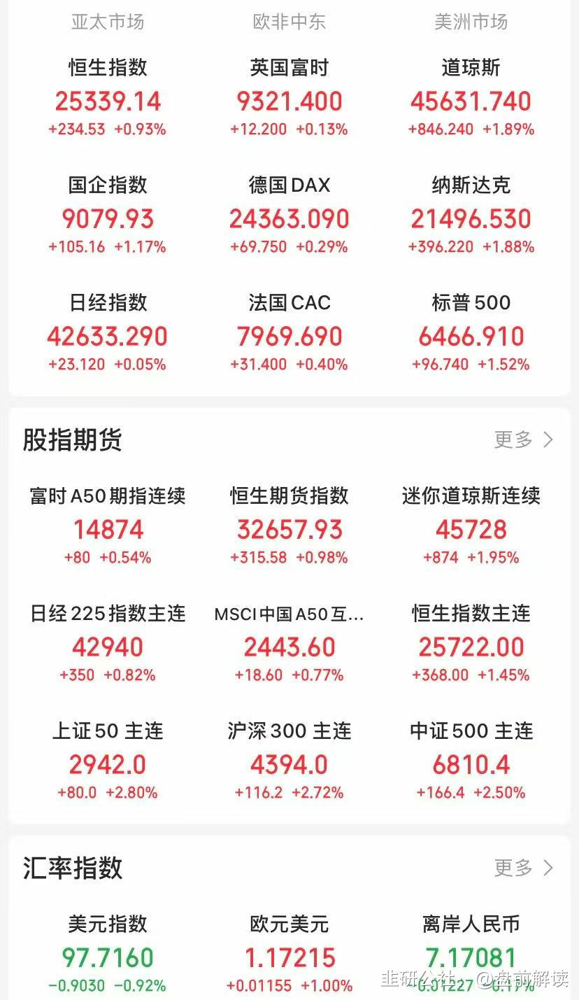 亚太市场 欧非中东 美洲市场
恒生指数 英国富时 道琼斯
25339.14 9321.400 45631.740
+234.53 +0.93% +12.200 +0.13% +846.240 +1.89%
国企指数 德国DAX 纳斯达克
9079.93 24363.090 21496.530
+105.16 +1.17% +69.750 +0.29% +396.220 +1.88%
日经指数 法国CAC 标普500
42633.290 7969.690 6466.910
+23.120 +0.05% +31.400 +0.40% +96.740 +1.52%
股指期货 更多 >
富时A50期指连续 恒生期货指数 迷你道琼斯连续
14874 32657.93 45728
+80 +0.54% +315.58 +0.98% +874 +1.95%
日经225指数主连 MSCI中国A50互... 恒生指数主连
42940 2443.60 25722.00
+350 +0.82% +18.60 +0.77% +368.00 +1.45%
上证50 主连 沪深300 主连 中证500 主连
2942.0 4394.0 6810.4
+80.0 +2.80% +116.2 +2.72% +166.4 +2.50%
汇率指数 更多 >
美元指数 欧元美元 离岸人民币
97.7160 1.17215 7.17081
-0.9030 -0.92% +0.01155 +1.00% -0.01227 -0.17%
韭研公社 @盘前解读